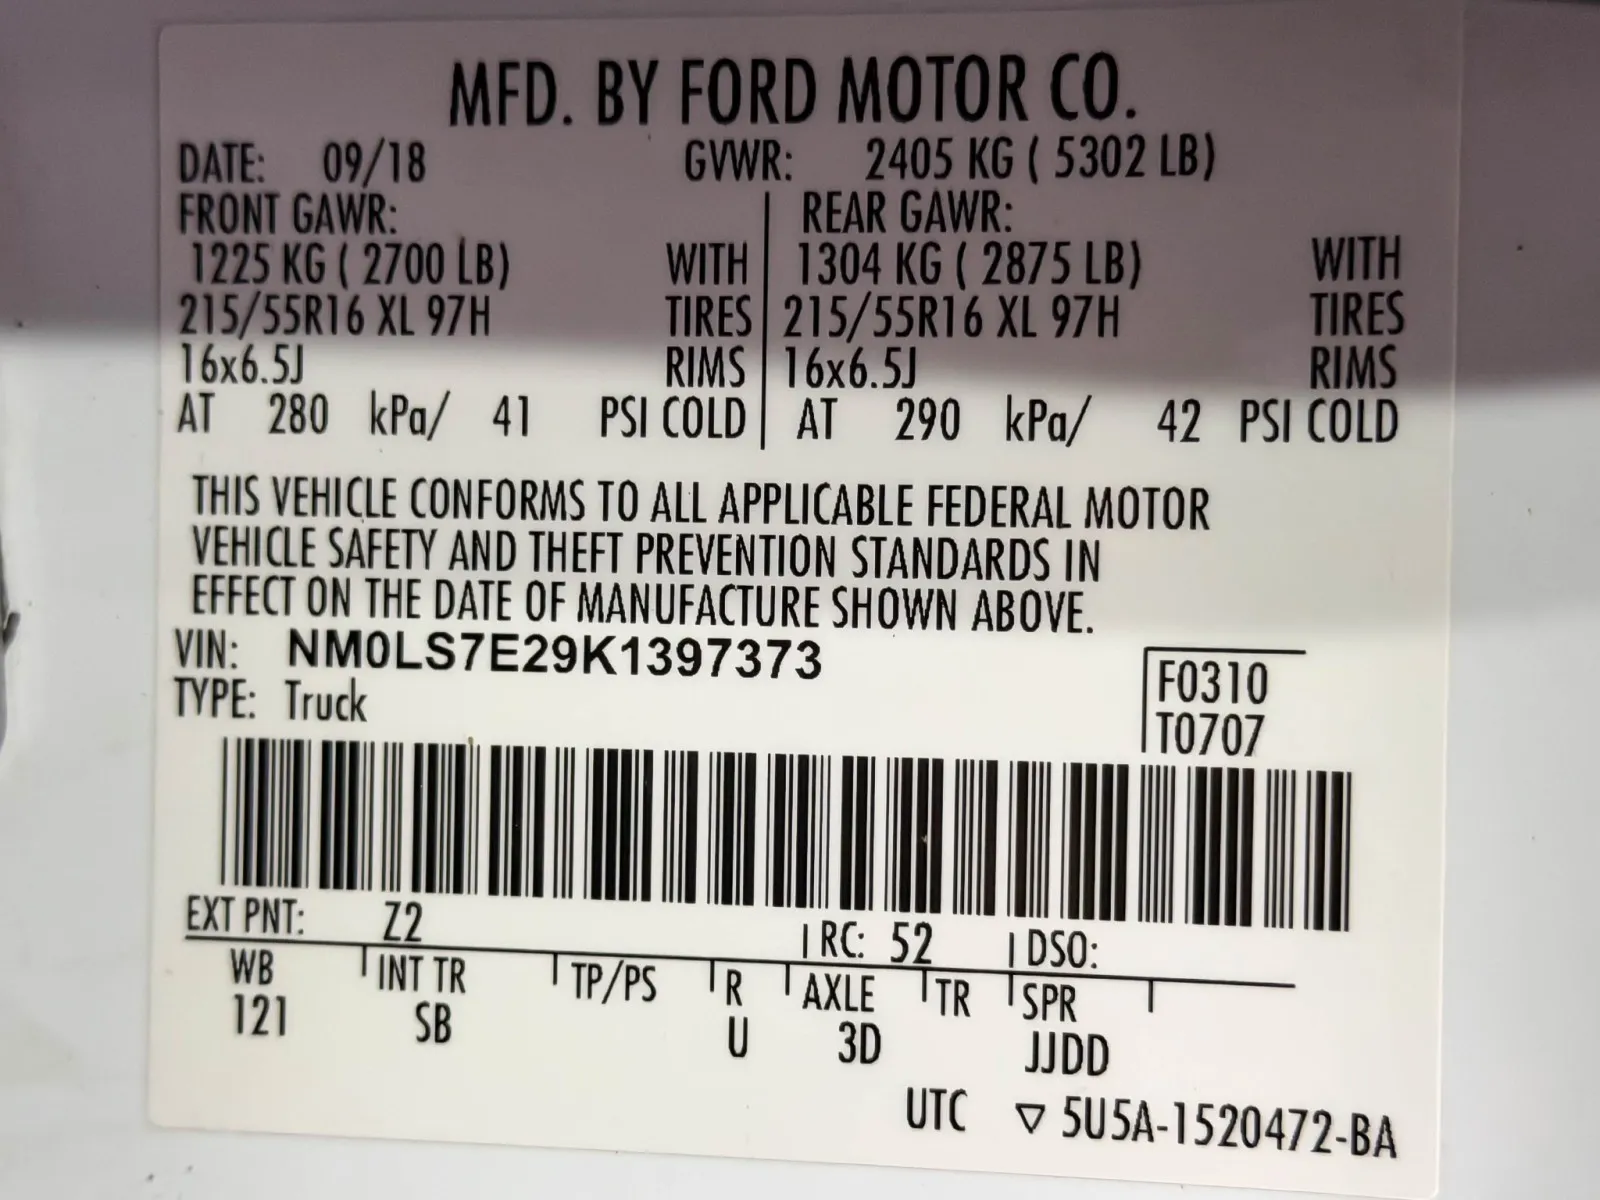 MFD. BY FORD MOTOR CO.
DATE: 09/18 GVWR: 2405 KG ( 5302 LB)
FRONT GAWR: REAR GAWR:
1225 KG ( 2700 LB) WITH 1304 KG ( 2875 LB) WITH
215/55R16 XL 97H TIRES 215/55R16 XL 97H TIRES
16x6.5J RIMS 16x6.5J RIMS
AT 280 kPa/ 41 PSI COLD AT 290 kPa/ 42 PSI COLD
THIS VEHICLE CONFORMS TO ALL APPLICABLE FEDERAL MOTOR
VEHICLE SAFETY AND THEFT PREVENTION STANDARDS IN
EFFECT ON THE DATE OF MANUFACTURE SHOWN ABOVE.
VIN: NM0LS7E29K1397373
TYPE: Truck
F0310
T0707
EXT PNT: Z2 RC: 52 DSO:
WB INT TR TP/PS R AXLE TR SPR
121 SB U 3D JJDD
UTC ▽ 5U5A-1520472-BA